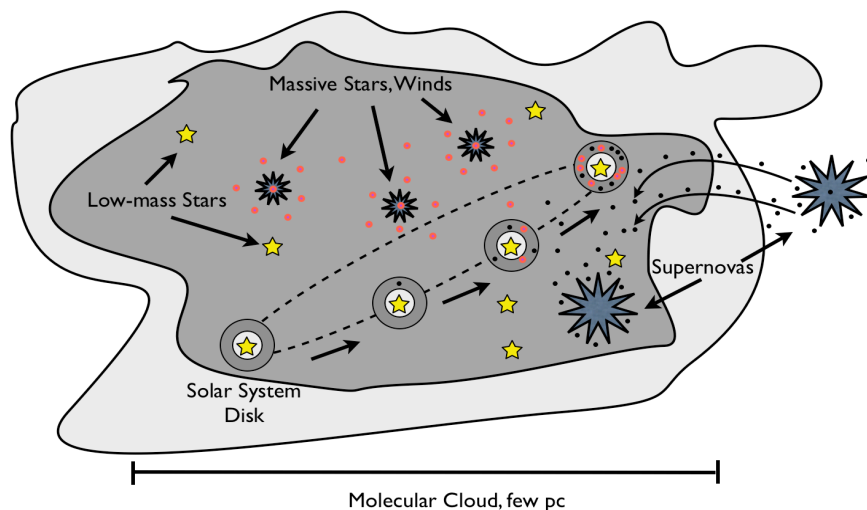 Massive Stars, Winds
Low-mass Stars
Supernovas
Solar System
Disk
Molecular Cloud, few pc